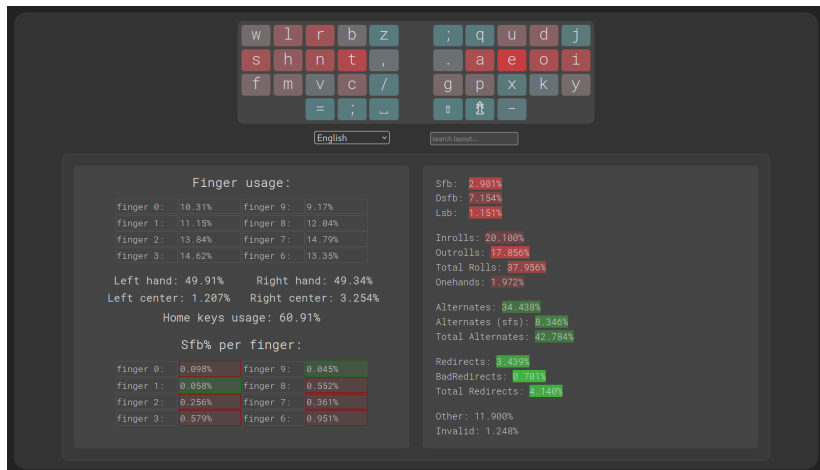 w l r b z ; q u d j
s h n t , . a e o i
f m v c / g p x k y
= ; ⎵ ⇧ ⇯ -
English search layout...
Finger usage:
finger 0: 10.31% finger 9: 9.17%
finger 1: 11.15% finger 8: 12.04%
finger 2: 13.84% finger 7: 14.79%
finger 3: 14.62% finger 6: 13.35%
Left hand: 49.91% Right hand: 49.34%
Left center: 1.207% Right center: 3.254%
Home keys usage: 60.91%
Sfb% per finger:
finger 0: 0.098% finger 9: 0.045%
finger 1: 0.058% finger 8: 0.552%
finger 2: 0.256% finger 7: 0.361%
finger 3: 0.579% finger 6: 0.951%
Sfb: 2.901%
Dsfb: 7.154%
Lsb: 1.151%
Inrolls: 20.100%
Outrolls: 17.856%
Total Rolls: 37.956%
Onehands: 1.972%
Alternates: 34.438%
Alternates (sfs): 8.346%
Total Alternates: 42.784%
Redirects: 3.439%
BadRedirects: 0.701%
Total Redirects: 4.140%
Other: 11.900%
Invalid: 1.248%